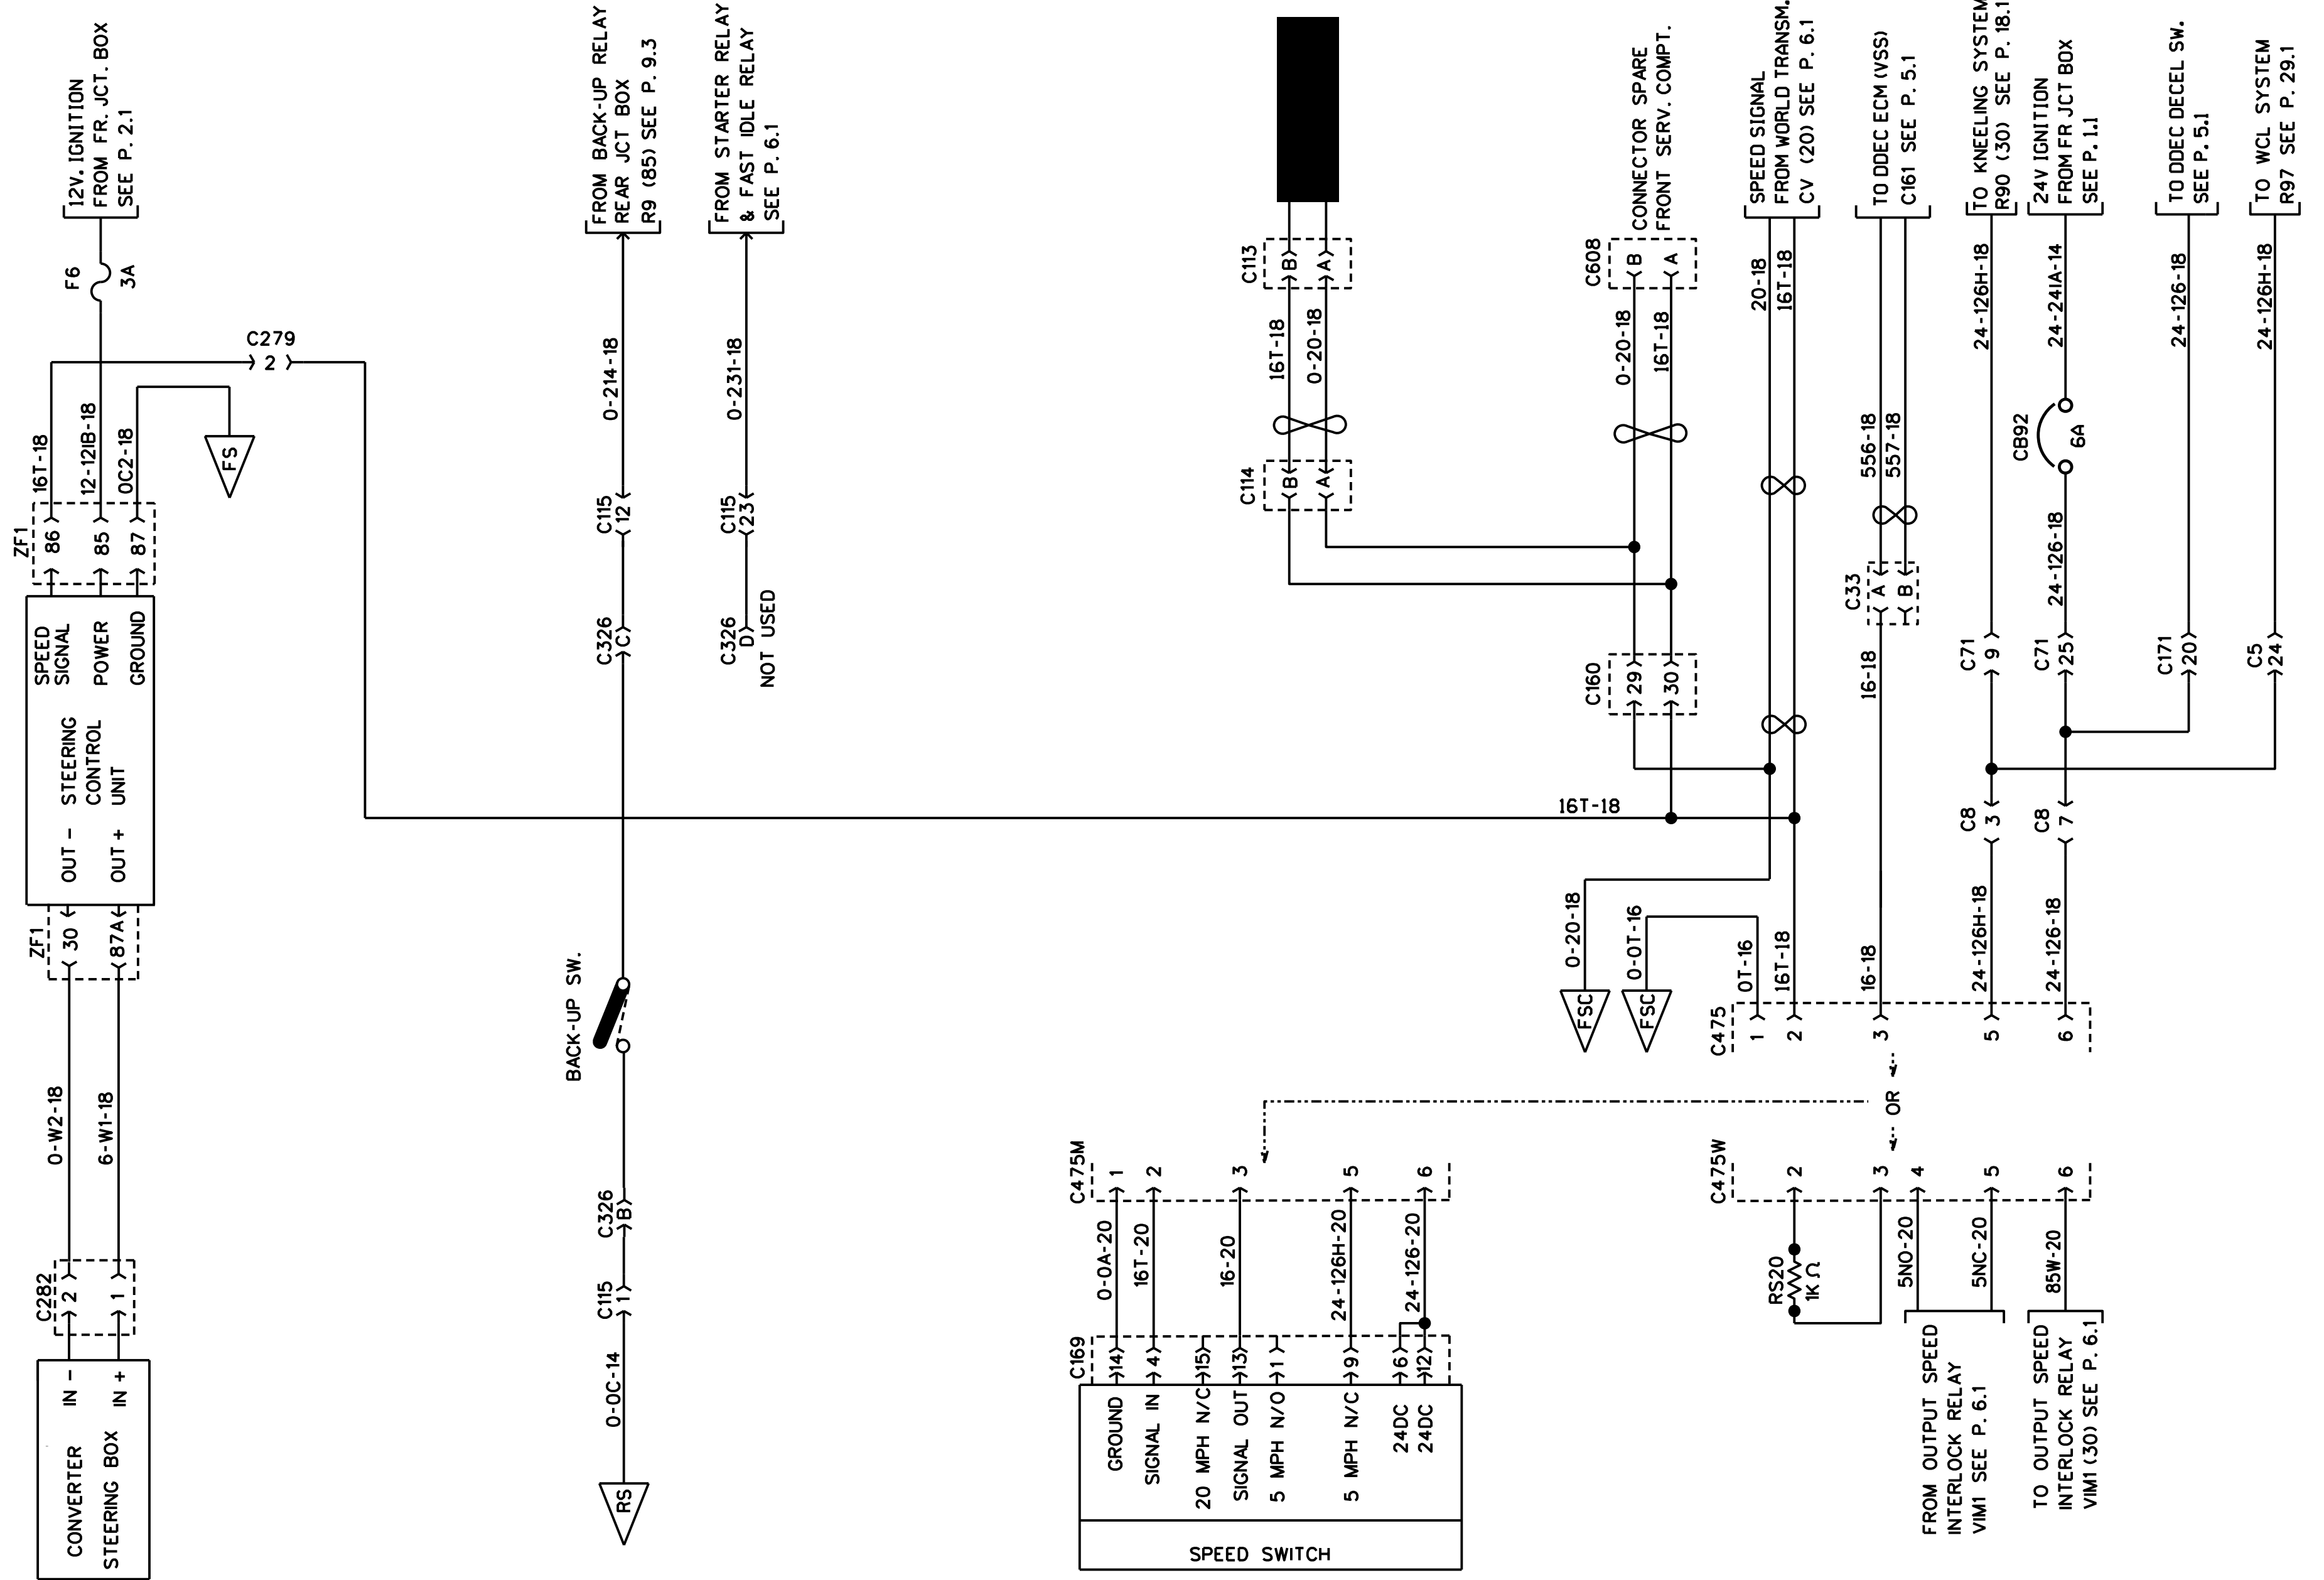 12V. IGNITION
FROM FR. JCT. BOX
SEE P. 2.1
F6
3A
C279
2
16T-18
12-12IB-18
0C2-18
FS
ZF1
86
85
87
SPEED
SIGNAL
POWER
GROUND
STEERING
CONTROL
UNIT
OUT -
OUT +
ZF1
30
87A
0-W2-18
6-W1-18
C282
2
1
IN -
IN +
CONVERTER
STEERING BOX
FROM BACK-UP RELAY
REAR JCT BOX
R9 (85) SEE P. 9.3
0-214-18
C115
12
C326
C
BACK-UP SW.
C326
B
C115
1
0-0C-14
RS
FROM STARTER RELAY
& FAST IDLE RELAY
SEE P. 6.1
0-231-18
C115
23
C326
D
NOT USED
C113
B
A
16T-18
0-20-18
C114
B
A
CONNECTOR SPARE
FRONT SERV. COMPT.
C608
B
A
0-20-18
16T-18
C160
29
30
16T-18
SPEED SIGNAL
FROM WORLD TRANSM.
CV (20) SEE P. 6.1
20-18
16T-18
0-20-18
FSC
0-0T-16
FSC
0T-16
16T-18
TO DDEC ECM (VSS)
C161 SEE P. 5.1
556-18
557-18
C33
A
B
16-18
16-18
TO KNEELING SYSTEM
R90 (30) SEE P. 18.1
24-126H-18
C71
9
C8
3
24-126H-18
24V IGNITION
FROM FR JCT BOX
SEE P. 1.1
24-24IA-14
CB92
6A
24-126-18
C71
25
C8
7
24-126-18
TO DDEC DECEL SW.
SEE P. 5.1
24-126-18
C171
20
TO WCL SYSTEM
R97 SEE P. 29.1
24-126H-18
C5
24
C475
1
2
3
5
6
OR
C475M
1
2
3
5
6
0-0A-20
16T-20
16-20
24-126H-20
24-126-20
C169
14
4
15
13
1
9
6
12
GROUND
SIGNAL IN
20 MPH N/C
SIGNAL OUT
5 MPH N/O
5 MPH N/C
24DC
24DC
SPEED SWITCH
C475W
2
3
4
5
6
RS20
1K Ω
5NO-20
5NC-20
85W-20
FROM OUTPUT SPEED
INTERLOCK RELAY
VIM1 SEE P. 6.1
TO OUTPUT SPEED
INTERLOCK RELAY
VIM1 (30) SEE P. 6.1